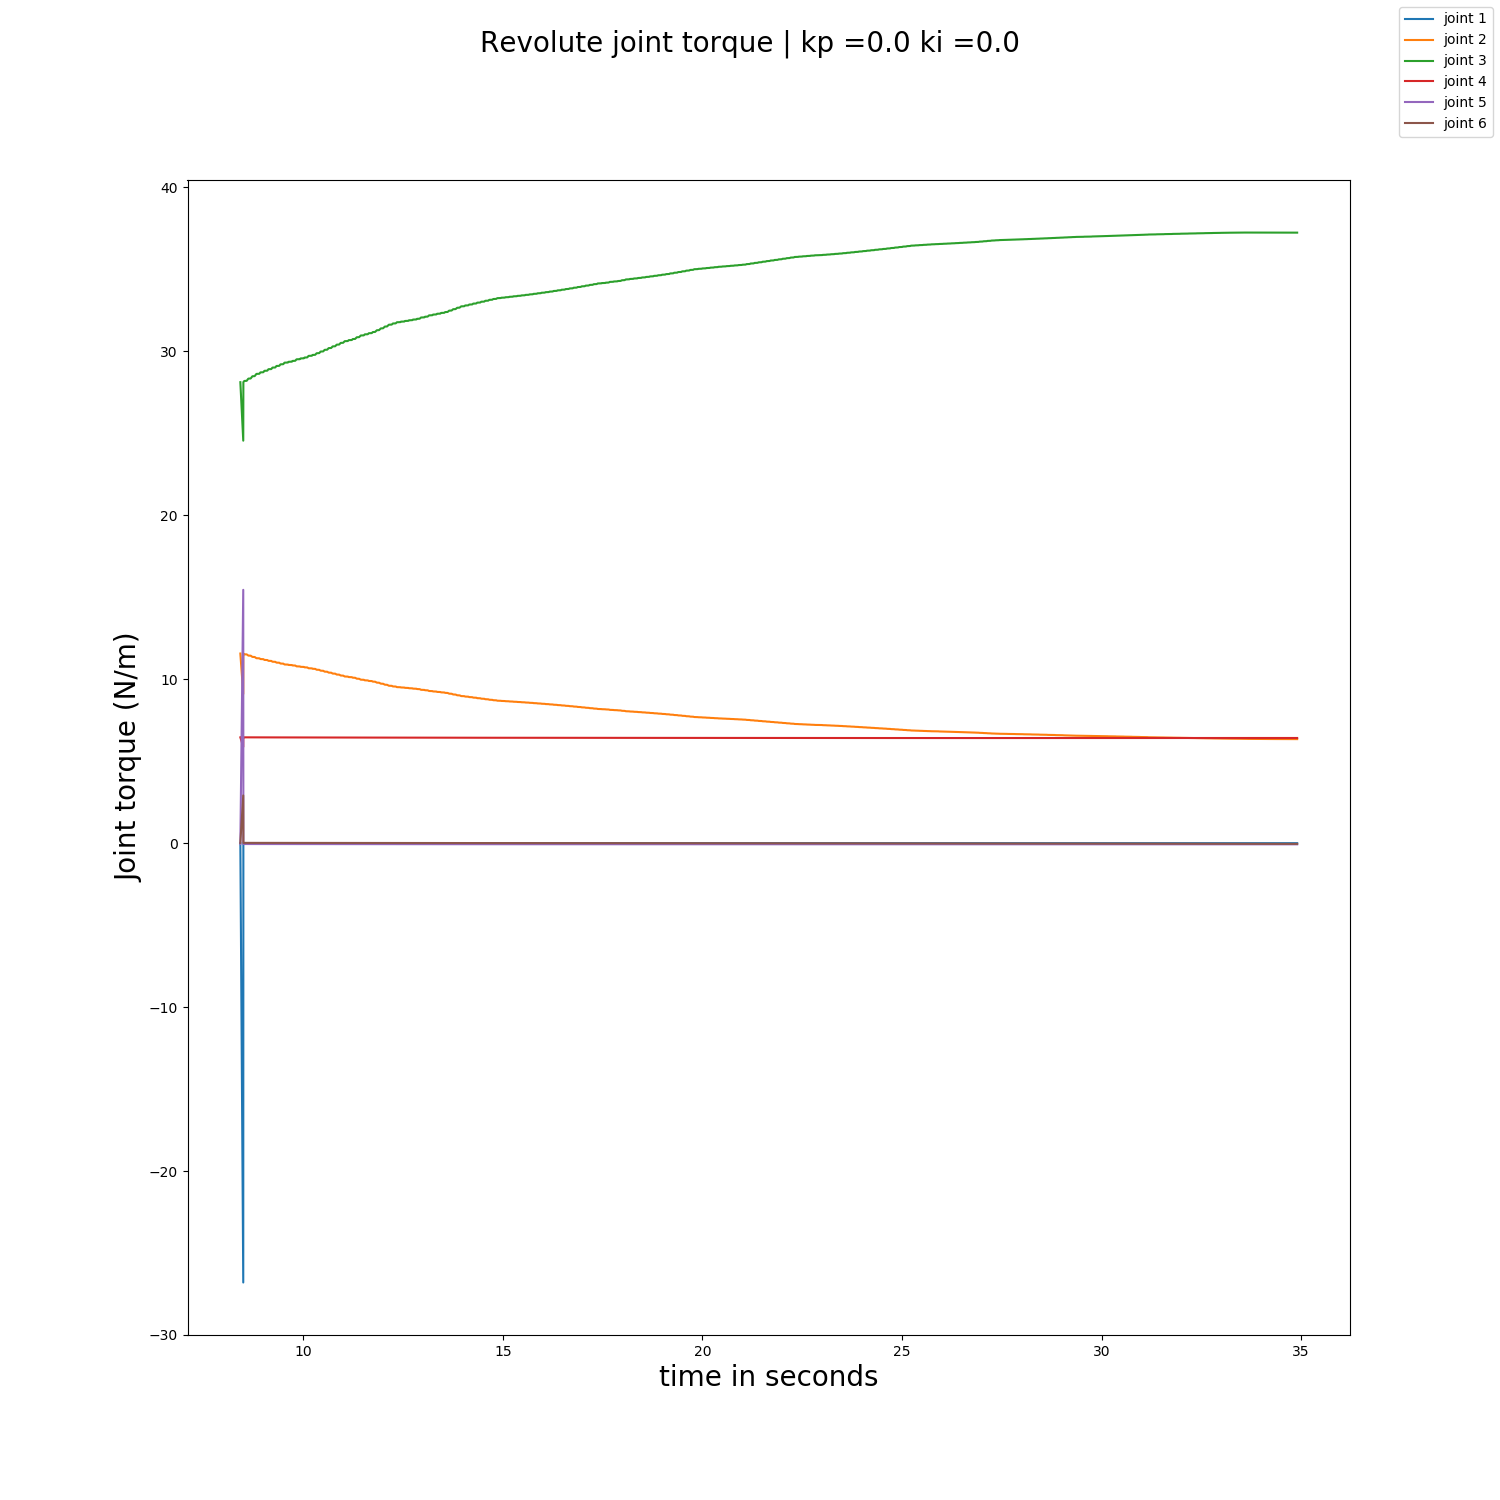 Revolute joint torque | kp =0.0 ki =0.0
joint 1
joint 2
joint 3
joint 4
joint 5
joint 6
Joint torque (N/m)
40
30
20
10
0
−10
−20
−30
10 15 20 25 30 35
time in seconds